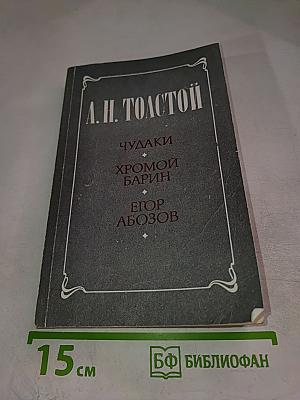 А.Н. ТОЛСТОЙ
ЧУДАКИ
ХРОМОЙ
БАРИН
ЕГОР
АБОЗОВ
15 см
БФ БИБЛИОФАН